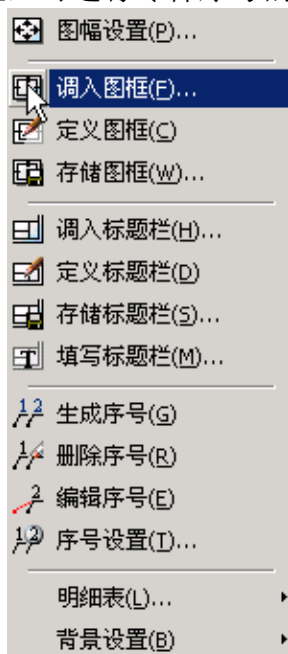 图幅设置(P)...
调入图框(F)...
定义图框(C)
存储图框(W)...
调入标题栏(H)...
定义标题栏(D)
存储标题栏(S)...
填写标题栏(M)...
生成序号(G)
删除序号(R)
编辑序号(E)
序号设置(T)...
明细表(L)...
背景设置(B)